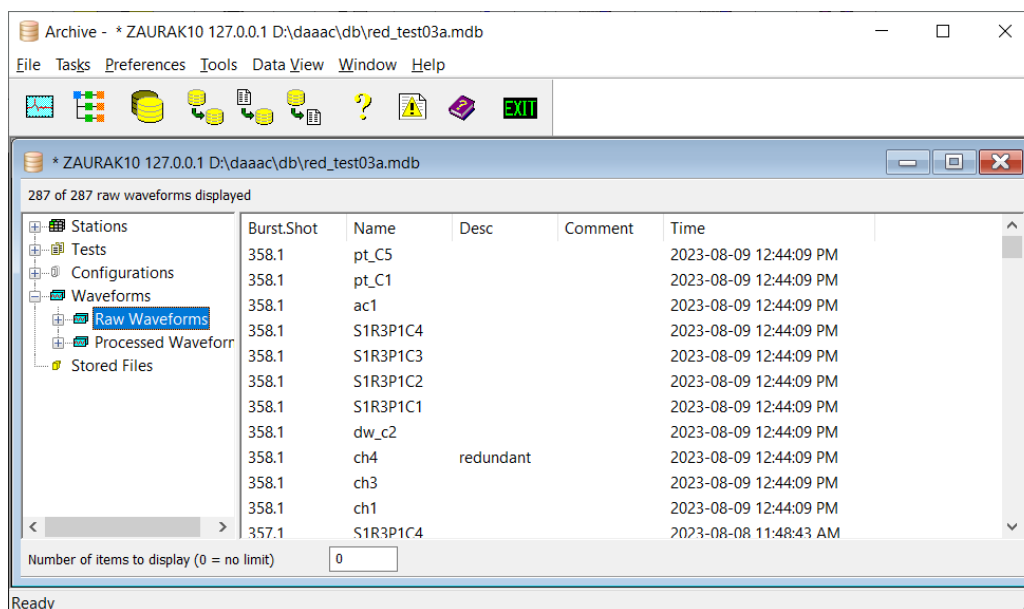 Archive - * ZAURAK10 127.0.0.1 D:\daaac\db\red_test03a.mdb
File Tasks Preferences Tools Data View Window Help
EXIT
* ZAURAK10 127.0.0.1 D:\daaac\db\red_test03a.mdb
287 of 287 raw waveforms displayed
Stations
Tests
Configurations
Waveforms
Raw Waveforms
Processed Waveforr
Stored Files
Burst.Shot Name Desc Comment Time
358.1 pt_C5 2023-08-09 12:44:09 PM
358.1 pt_C1 2023-08-09 12:44:09 PM
358.1 ac1 2023-08-09 12:44:09 PM
358.1 S1R3P1C4 2023-08-09 12:44:09 PM
358.1 S1R3P1C3 2023-08-09 12:44:09 PM
358.1 S1R3P1C2 2023-08-09 12:44:09 PM
358.1 S1R3P1C1 2023-08-09 12:44:09 PM
358.1 dw_c2 2023-08-09 12:44:09 PM
358.1 ch4 redundant 2023-08-09 12:44:09 PM
358.1 ch3 2023-08-09 12:44:09 PM
358.1 ch1 2023-08-09 12:44:09 PM
357.1 S1R3P1C4 2023-08-08 11:48:43 AM
Number of items to display (0 = no limit) 0
Ready